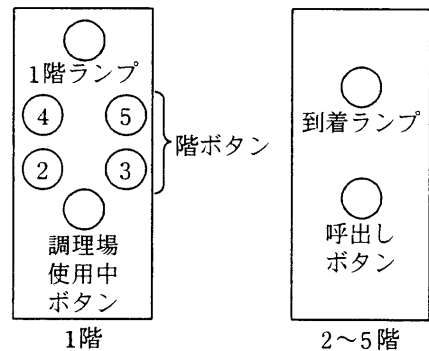 1階ランプ
4 5
2 3
階ボタン
調理場
使用中
ボタン
1階
到着ランプ
呼出し
ボタン
2～5階